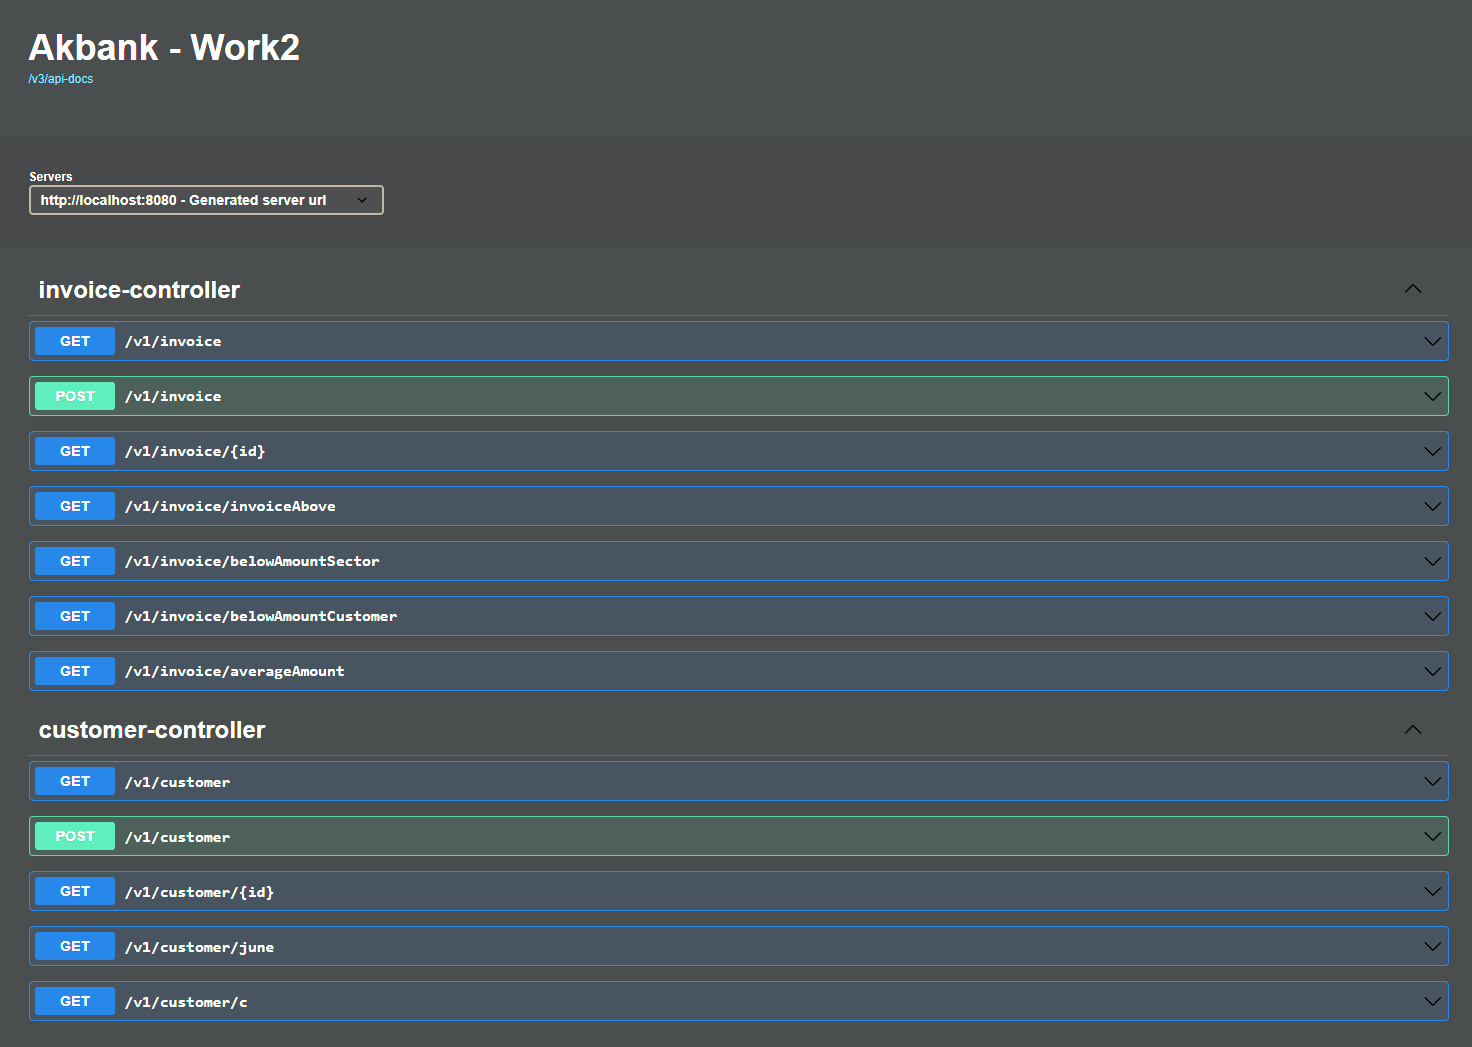 Akbank - Work2
/v3/api-docs
Servers
http://localhost:8080 - Generated server url
invoice-controller
GET /v1/invoice
POST /v1/invoice
GET /v1/invoice/{id}
GET /v1/invoice/invoiceAbove
GET /v1/invoice/belowAmountSector
GET /v1/invoice/belowAmountCustomer
GET /v1/invoice/averageAmount
customer-controller
GET /v1/customer
POST /v1/customer
GET /v1/customer/{id}
GET /v1/customer/june
GET /v1/customer/c